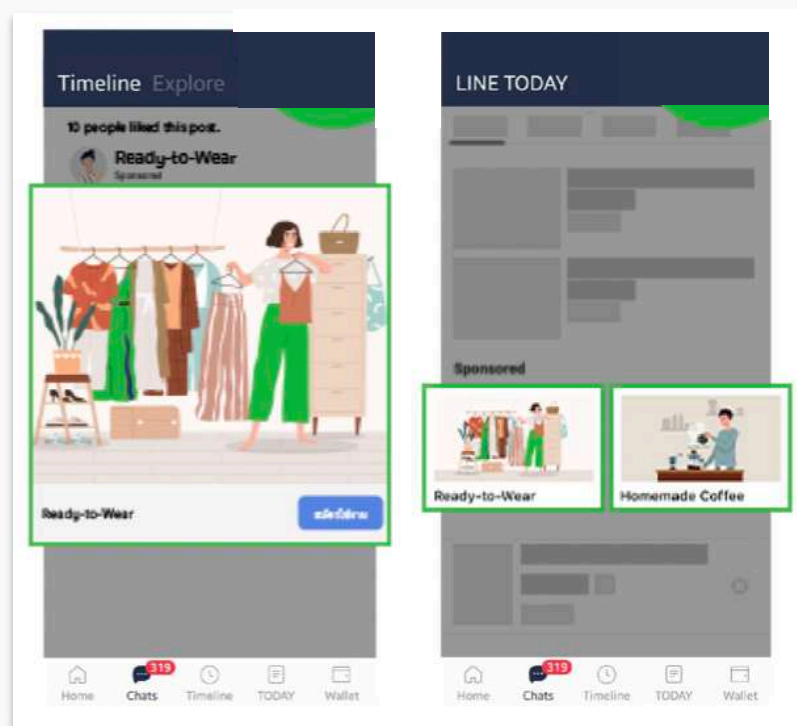 Timeline Explore
10 people liked this post.
Ready-to-Wear
Sponsored
Ready-to-Wear
319
Home Chats Timeline TODAY Wallet
LINE TODAY
Sponsored
Ready-to-Wear
Homemade Coffee
319
Home Chats Timeline TODAY Wallet